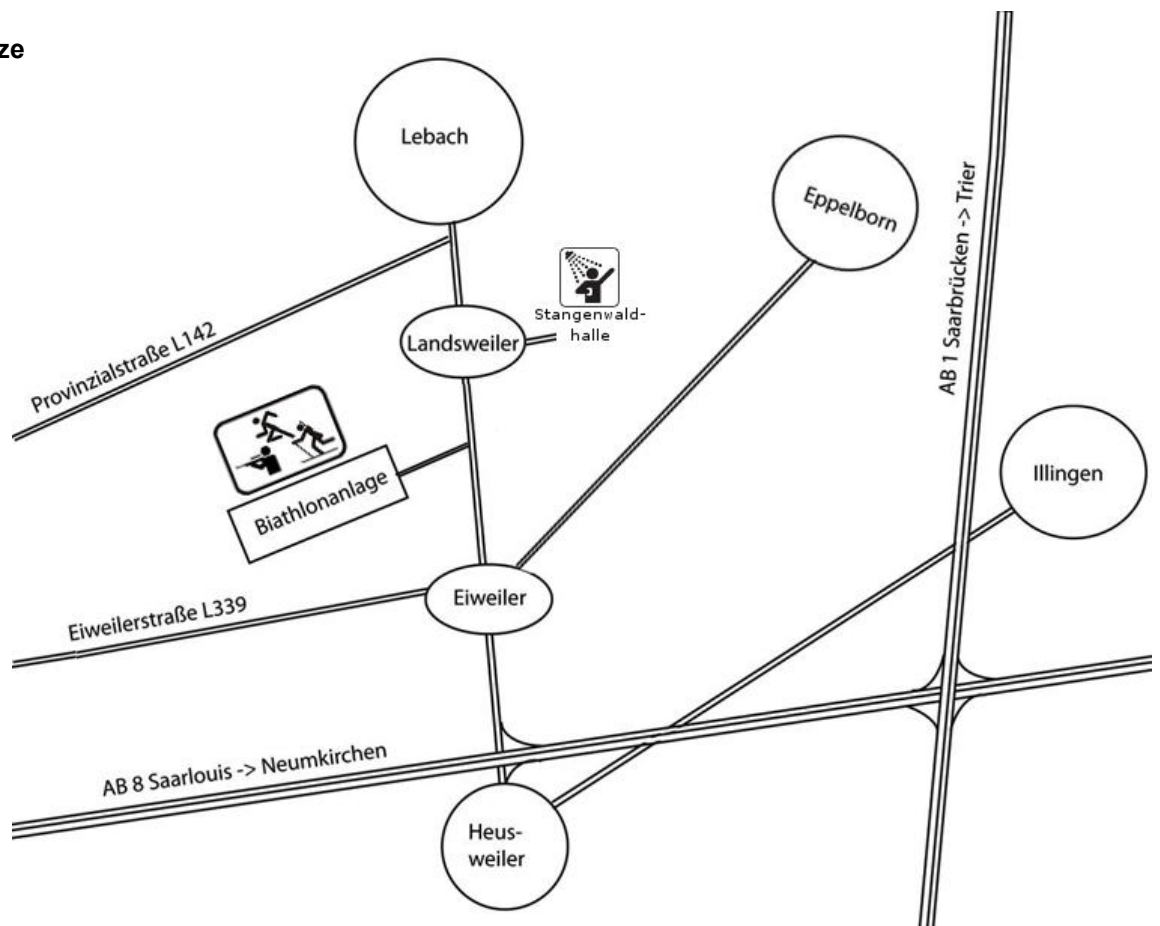 ze
Lebach
Eppelborn
AB 1 Saarbrücken -> Trier
Stangenwald-
halle
Landsweiler
Provinzialstraße L142
Illingen
Biathlonanlage
Eiweiler
Eiweilerstraße L339
AB 8 Saarlouis -> Neumkirchen
Heus-
weiler